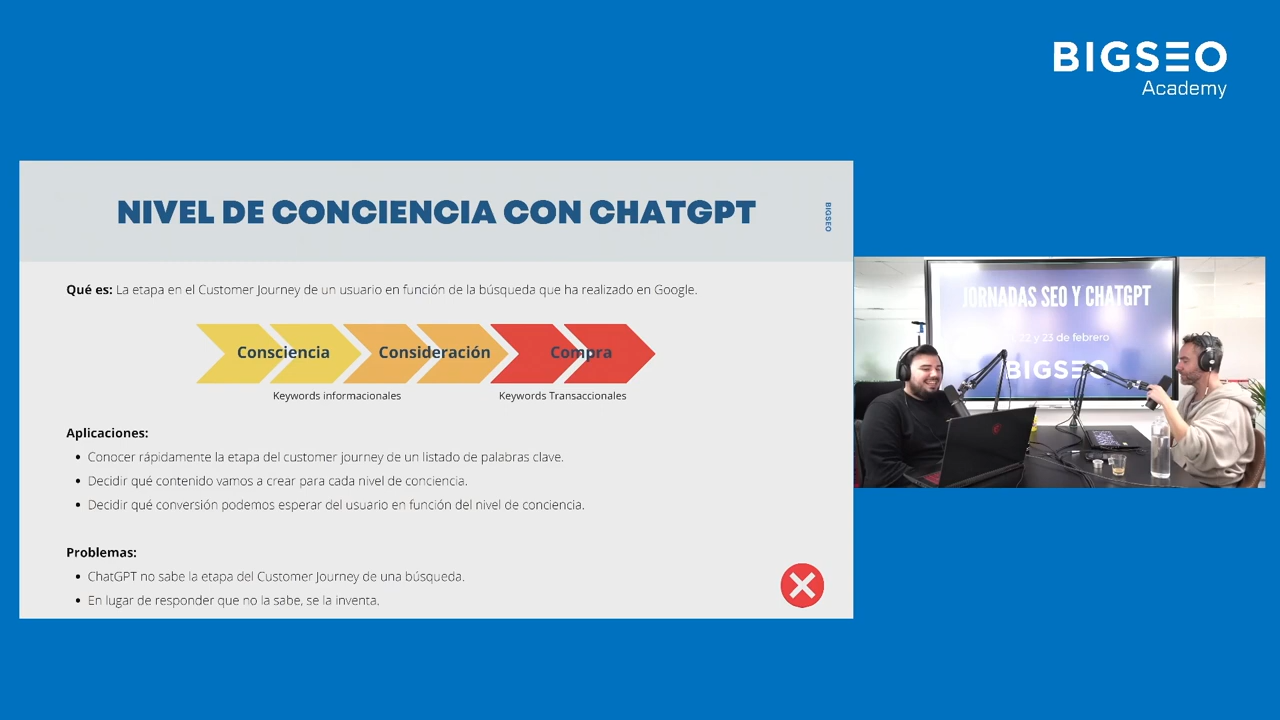 BIGSEO
Academy
NIVEL DE CONCIENCIA CON CHATGPT
BIGSEO
Qué es: La etapa en el Customer Journey de un usuario en función de la búsqueda que ha realizado en Google.
Consciencia
Consideración
Compra
Keywords informacionales
Keywords Transaccionales
Aplicaciones:
• Conocer rápidamente la etapa del customer journey de un listado de palabras clave.
• Decidir qué contenido vamos a crear para cada nivel de conciencia.
• Decidir qué conversión podemos esperar del usuario en función del nivel de conciencia.
Problemas:
• ChatGPT no sabe la etapa del Customer Journey de una búsqueda.
• En lugar de responder que no la sabe, se la inventa.
JORNADAS SEO Y CHATGPT
22 y 23 de febrero
BIGSEO